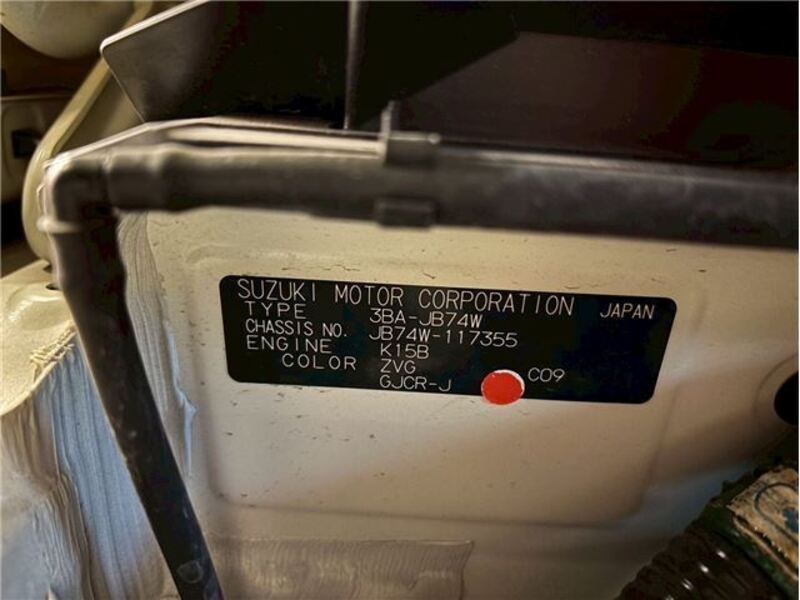 SUZUKI MOTOR CORPORATION JAPAN
TYPE 3BA-JB74W
CHASSIS NO. JB74W-117355
ENGINE K15B
COLOR ZVG
GJCR-J C09